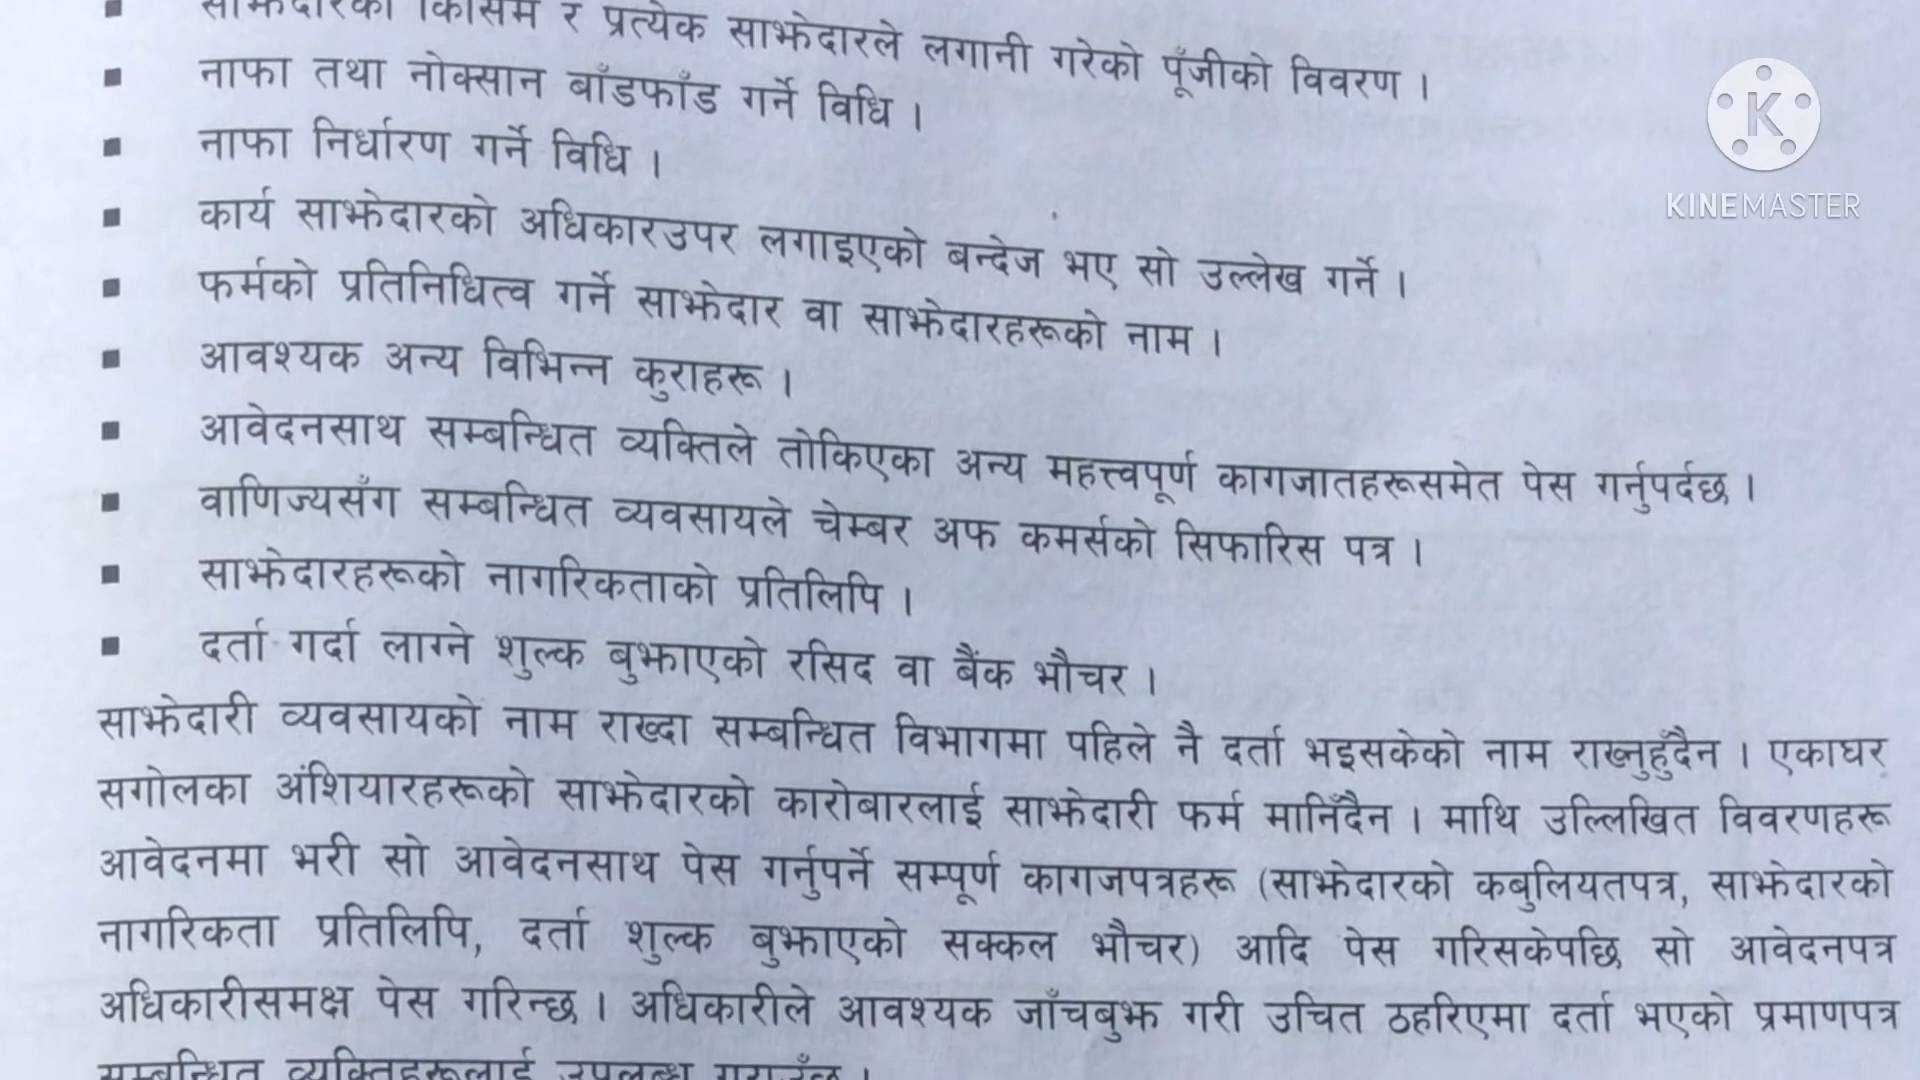 साझेदारको किसिम र प्रत्येक साझेदारले लगानी गरेको पूँजीको विवरण ।
नाफा तथा नोक्सान बाँडफाँड गर्ने विधि ।
नाफा निर्धारण गर्ने विधि ।
कार्य साझेदारको अधिकारउपर लगाइएको बन्देज भए सो उल्लेख गर्ने ।
फर्मको प्रतिनिधित्व गर्ने साझेदार वा साझेदारहरूको नाम ।
आवश्यक अन्य विभिन्न कुराहरू ।
आवेदनसाथ सम्बन्धित व्यक्तिले तोकिएका अन्य महत्त्वपूर्ण कागजातहरूसमेत पेस गर्नुपर्दछ ।
वाणिज्यसँग सम्बन्धित व्यवसायले चेम्बर अफ कमर्सको सिफारिस पत्र ।
साझेदारहरूको नागरिकताको प्रतिलिपि ।
दर्ता गर्दा लाग्ने शुल्क बुझाएको रसिद वा बैंक भौचर ।
साझेदारी व्यवसायको नाम राख्दा सम्बन्धित विभागमा पहिले नै दर्ता भइसकेको नाम राख्नुहुँदैन । एकाघर
सगोलका अंशियारहरूको साझेदारको कारोबारलाई साझेदारी फर्म मानिँदैन । माथि उल्लिखित विवरणहरू
आवेदनमा भरी सो आवेदनसाथ पेस गर्नुपर्ने सम्पूर्ण कागजपत्रहरू (साझेदारको कबुलियतपत्र, साझेदारको
नागरिकता प्रतिलिपि, दर्ता शुल्क बुझाएको सक्कल भौचर) आदि पेस गरिसकेपछि सो आवेदनपत्र
अधिकारीसमक्ष पेस गरिन्छ । अधिकारीले आवश्यक जाँचबुझ गरी उचित ठहरिएमा दर्ता भएको प्रमाणपत्र
सम्बन्धित व्यक्तिहरूलाई उपलब्ध गराउँछ ।
K
KINEMASTER